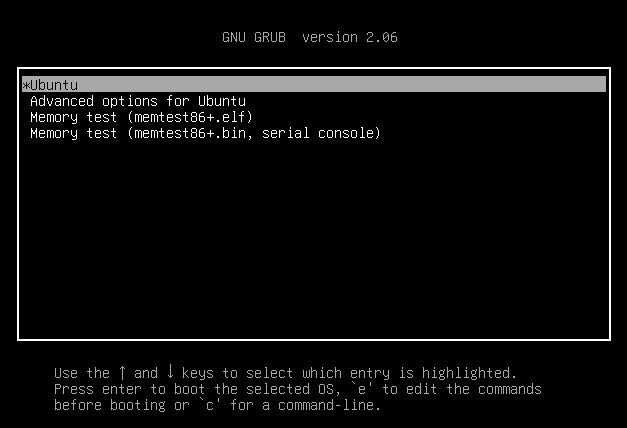 GNU GRUB  version 2.06
*Ubuntu
Advanced options for Ubuntu
Memory test (memtest86+.elf)
Memory test (memtest86+.bin, serial console)
Use the ↑ and ↓ keys to select which entry is highlighted.
Press enter to boot the selected OS, `e' to edit the commands
before booting or `c' for a command-line.